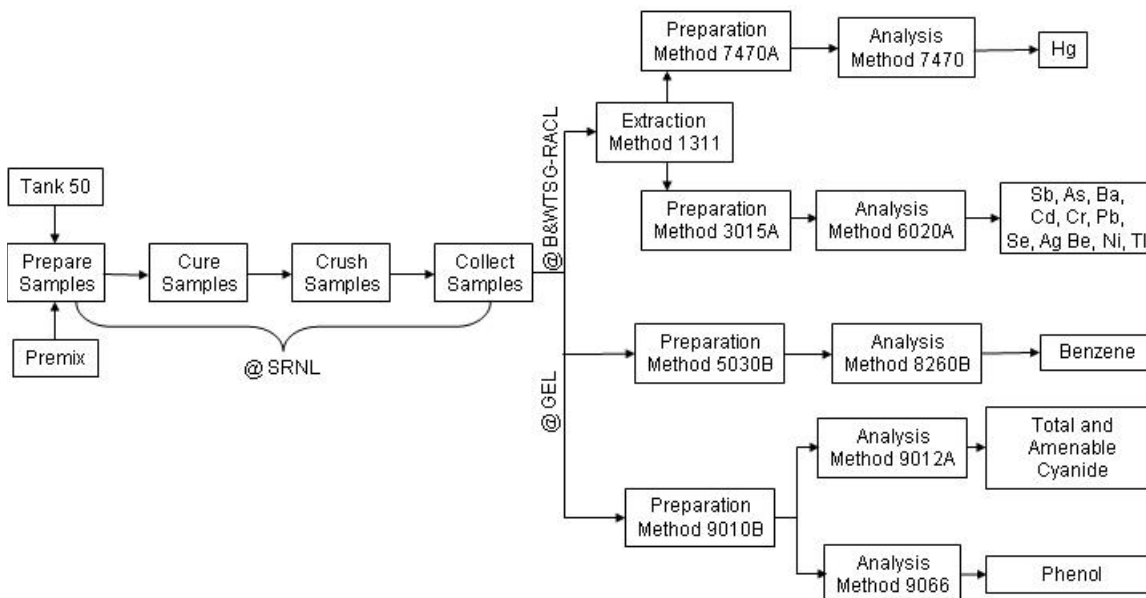 Tank 50
Prepare
Samples
Premix
Cure
Samples
Crush
Samples
Collect
Samples
@ SRNL
@ B&WTSG-RACL
@ GEL
Extraction
Method 1311
Preparation
Method 7470A
Analysis
Method 7470
Hg
Preparation
Method 3015A
Analysis
Method 6020A
Sb, As, Ba,
Cd, Cr, Pb,
Se, Ag Be, Ni, Tl
Preparation
Method 5030B
Analysis
Method 8260B
Benzene
Preparation
Method 9010B
Analysis
Method 9012A
Total and
Amenable
Cyanide
Analysis
Method 9066
Phenol